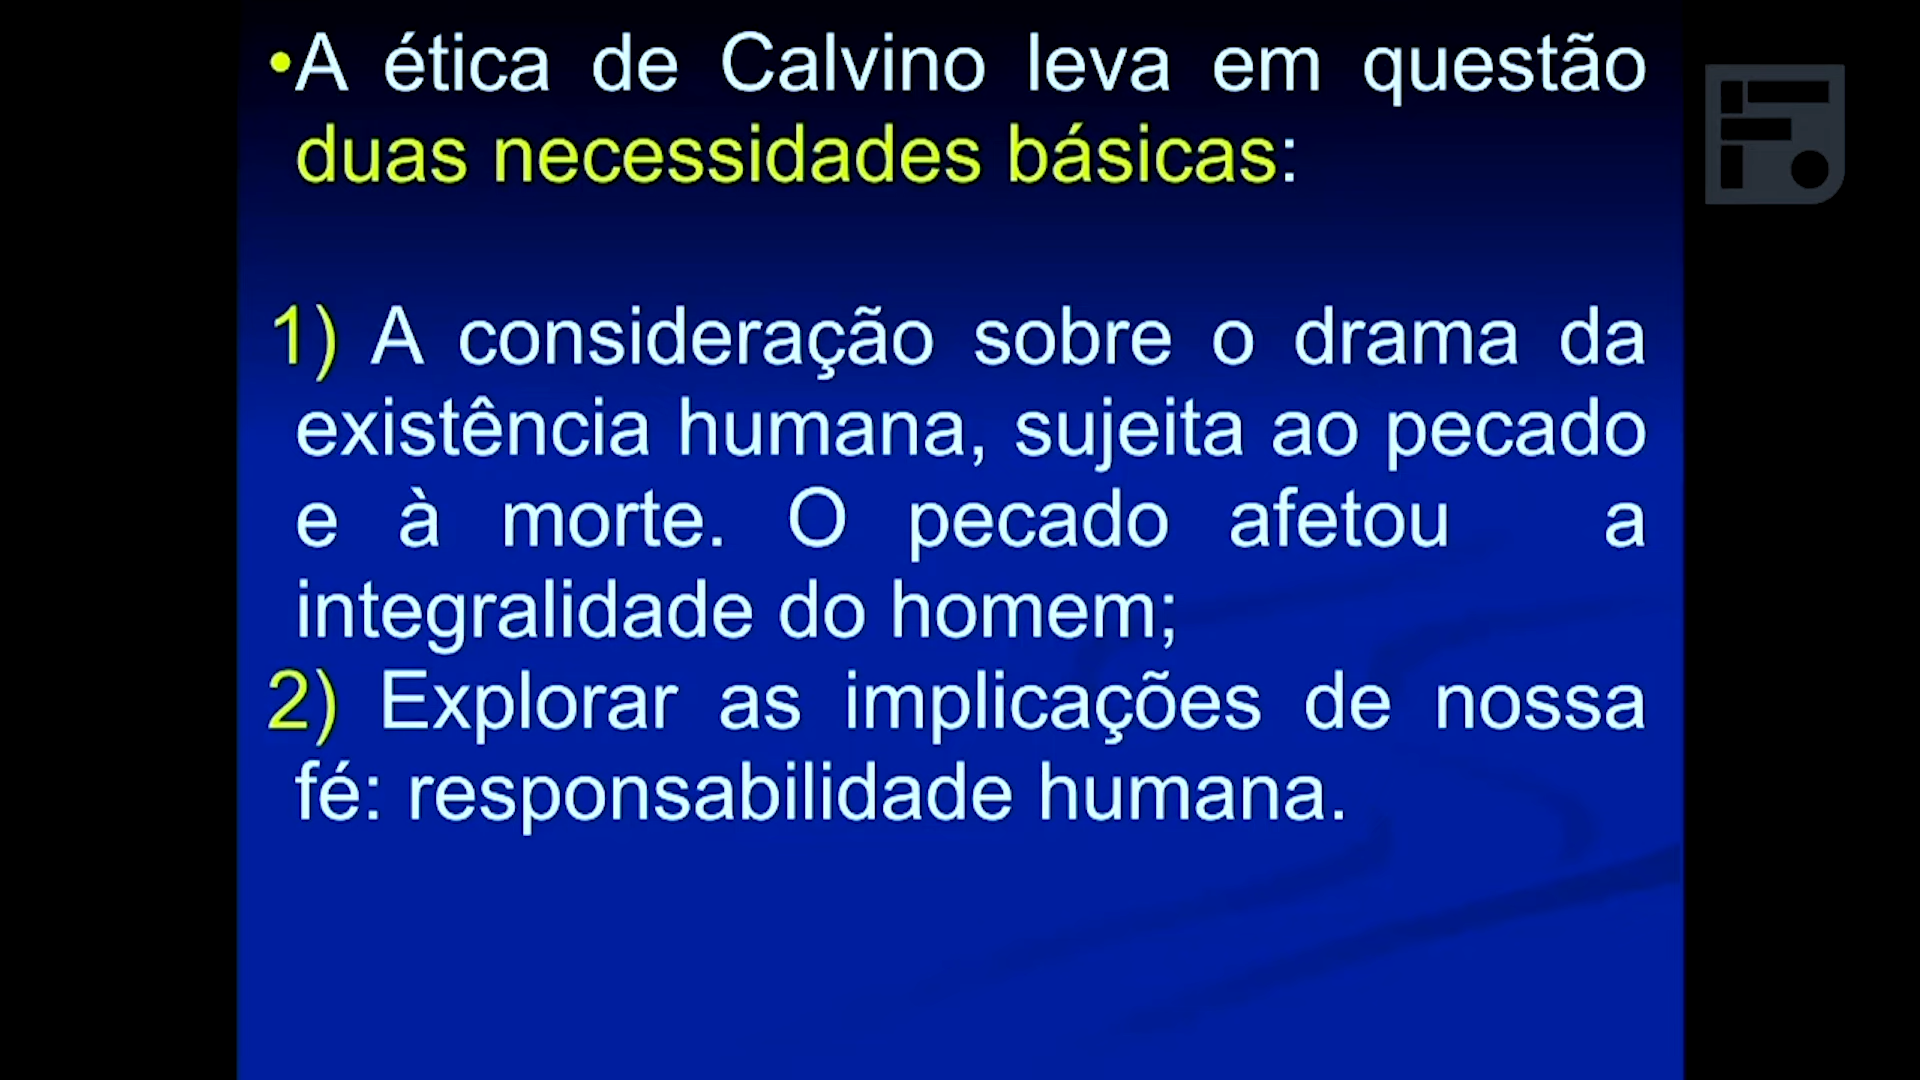 •A ética de Calvino leva em questão
duas necessidades básicas:
1) A consideração sobre o drama da
existência humana, sujeita ao pecado
e à morte. O pecado afetou a
integralidade do homem;
2) Explorar as implicações de nossa
fé: responsabilidade humana.